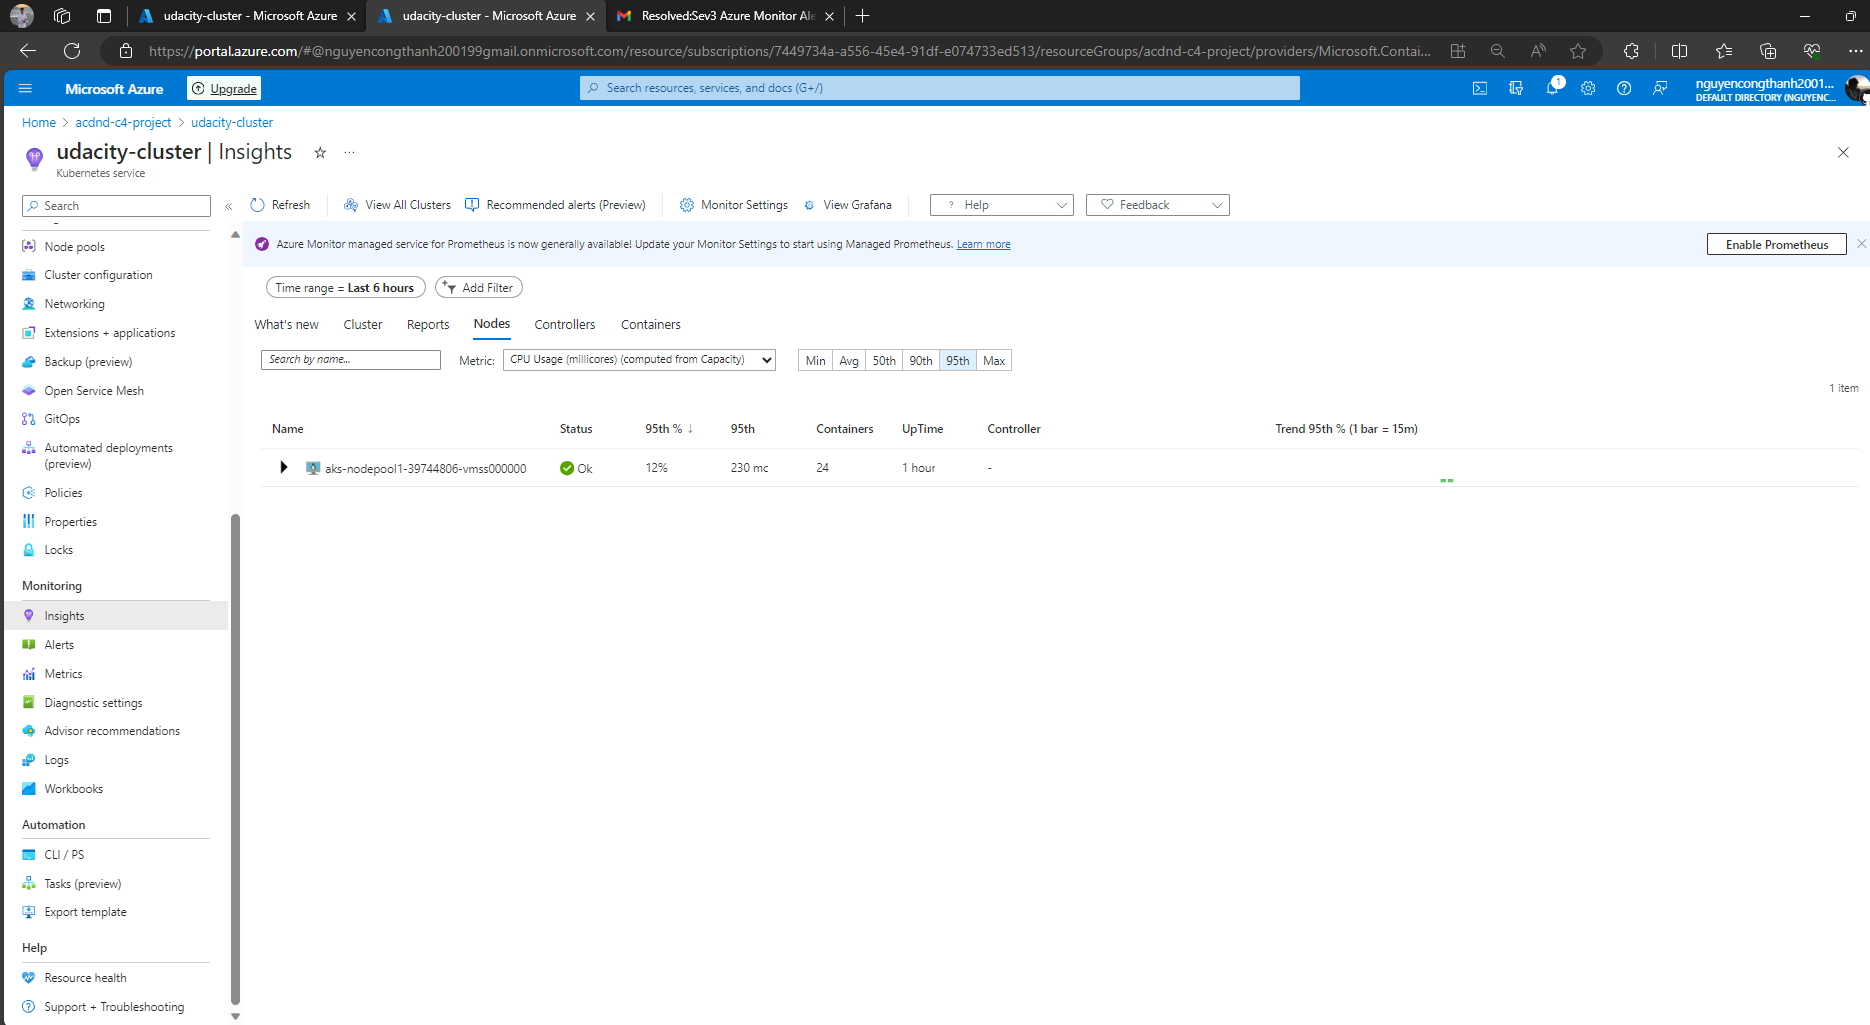 udacity-cluster - Microsoft Azure
udacity-cluster - Microsoft Azure
Resolved:Sev3 Azure Monitor Ale
https://portal.azure.com/#@nguyencongthanh200199gmail.onmicrosoft.com/resource/subscriptions/7449734a-a556-45e4-91df-e074733ed513/resourceGroups/acdnd-c4-project/providers/Microsoft.Contai...
Microsoft Azure
Upgrade
Search resources, services, and docs (G+/)
1
nguyencongthanh2001...
DEFAULT DIRECTORY (NGUYENC...
Home > acdnd-c4-project > udacity-cluster
udacity-cluster | Insights
Kubernetes service
Search
Refresh
View All Clusters
Recommended alerts (Preview)
Monitor Settings
View Grafana
? Help
Feedback
Azure Monitor managed service for Prometheus is now generally available! Update your Monitor Settings to start using Managed Prometheus. Learn more
Enable Prometheus
Time range = Last 6 hours
Add Filter
What's new
Cluster
Reports
Nodes
Controllers
Containers
Search by name...
Metric:
CPU Usage (millicores) (computed from Capacity)
Min
Avg
50th
90th
95th
Max
1 item
Name
Status
95th % ↓
95th
Containers
UpTime
Controller
Trend 95th % (1 bar = 15m)
aks-nodepool1-39744806-vmss000000
Ok
12%
230 mc
24
1 hour
-
Node pools
Cluster configuration
Networking
Extensions + applications
Backup (preview)
Open Service Mesh
GitOps
Automated deployments
(preview)
Policies
Properties
Locks
Monitoring
Insights
Alerts
Metrics
Diagnostic settings
Advisor recommendations
Logs
Workbooks
Automation
CLI / PS
Tasks (preview)
Export template
Help
Resource health
Support + Troubleshooting